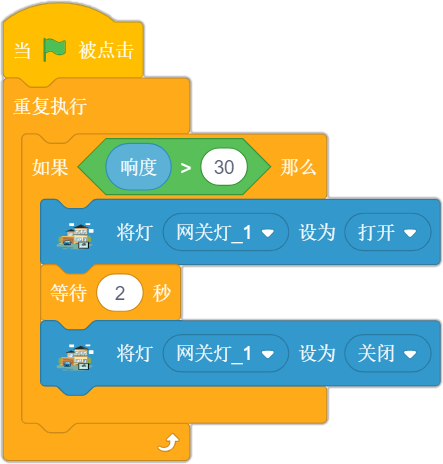 当 被点击
重复执行
如果 响度 > 30 那么
将灯 网关灯_1 设为 打开
等待 2 秒
将灯 网关灯_1 设为 关闭